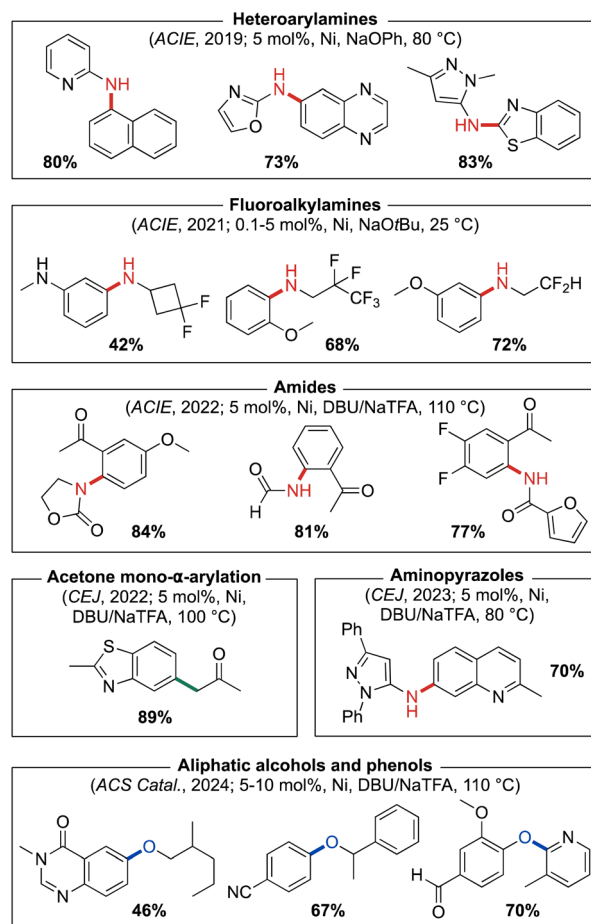 Heteroarylamines
(ACIE, 2019; 5 mol%, Ni, NaOPh, 80 °C)
N
H
N
80%
H
N
N
O
N
N
73%
N
N
HN
N
S
83%
Fluoroalkylamines
(ACIE, 2021; 0.1-5 mol%, Ni, NaOtBu, 25 °C)
H
N
H
N
F
F
42%
H
N
F
F
CF3
O
68%
O
H
N
CF2H
72%
Amides
(ACIE, 2022; 5 mol%, Ni, DBU/NaTFA, 110 °C)
O
O
N
O
O
84%
O
H
NH
O
81%
F
F
O
NH
O
O
77%
Acetone mono-α-arylation
(CEJ, 2022; 5 mol%, Ni,
DBU/NaTFA, 100 °C)
S
N
O
89%
Aminopyrazoles
(CEJ, 2023; 5 mol%, Ni,
DBU/NaTFA, 80 °C)
Ph
N
N
Ph
N
H
N
70%
Aliphatic alcohols and phenols
(ACS Catal., 2024; 5-10 mol%, Ni, DBU/NaTFA, 110 °C)
O
N
N
O
46%
O
NC
67%
O
O
N
O
H
70%